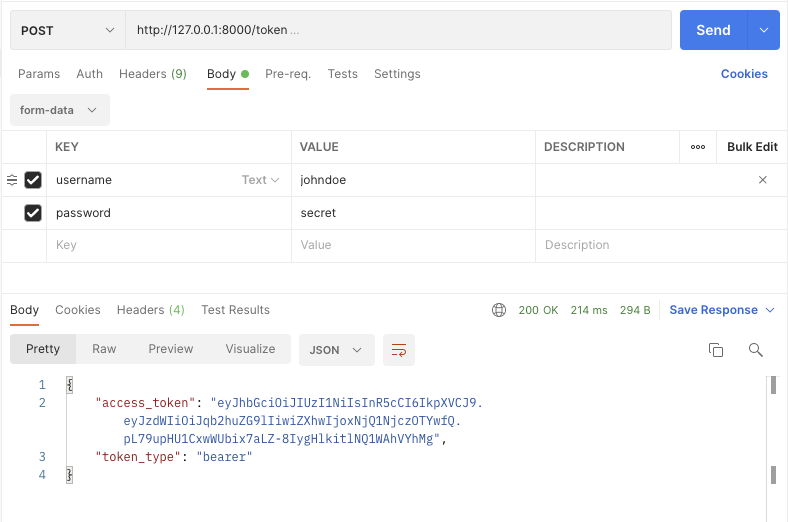 POST http://127.0.0.1:8000/token ... Send
Params Auth Headers (9) Body Pre-req. Tests Settings Cookies
form-data
KEY VALUE DESCRIPTION ooo Bulk Edit
username Text johndoe
password secret
Key Value Description
Body Cookies Headers (4) Test Results 200 OK 214 ms 294 B Save Response
Pretty Raw Preview Visualize JSON
1 {
2 "access_token": "eyJhbGciOiJIUzI1NiIsInR5cCI6IkpXVCJ9.
eyJzdWIiOiJqb2huZG9lIiwiZXhwIjoxNjQ1NjczOTYwfQ.
pL79upHU1CxwWUbix7aLZ-8IygHlkitlNQ1WAhVYhMg",
3 "token_type": "bearer"
4 }